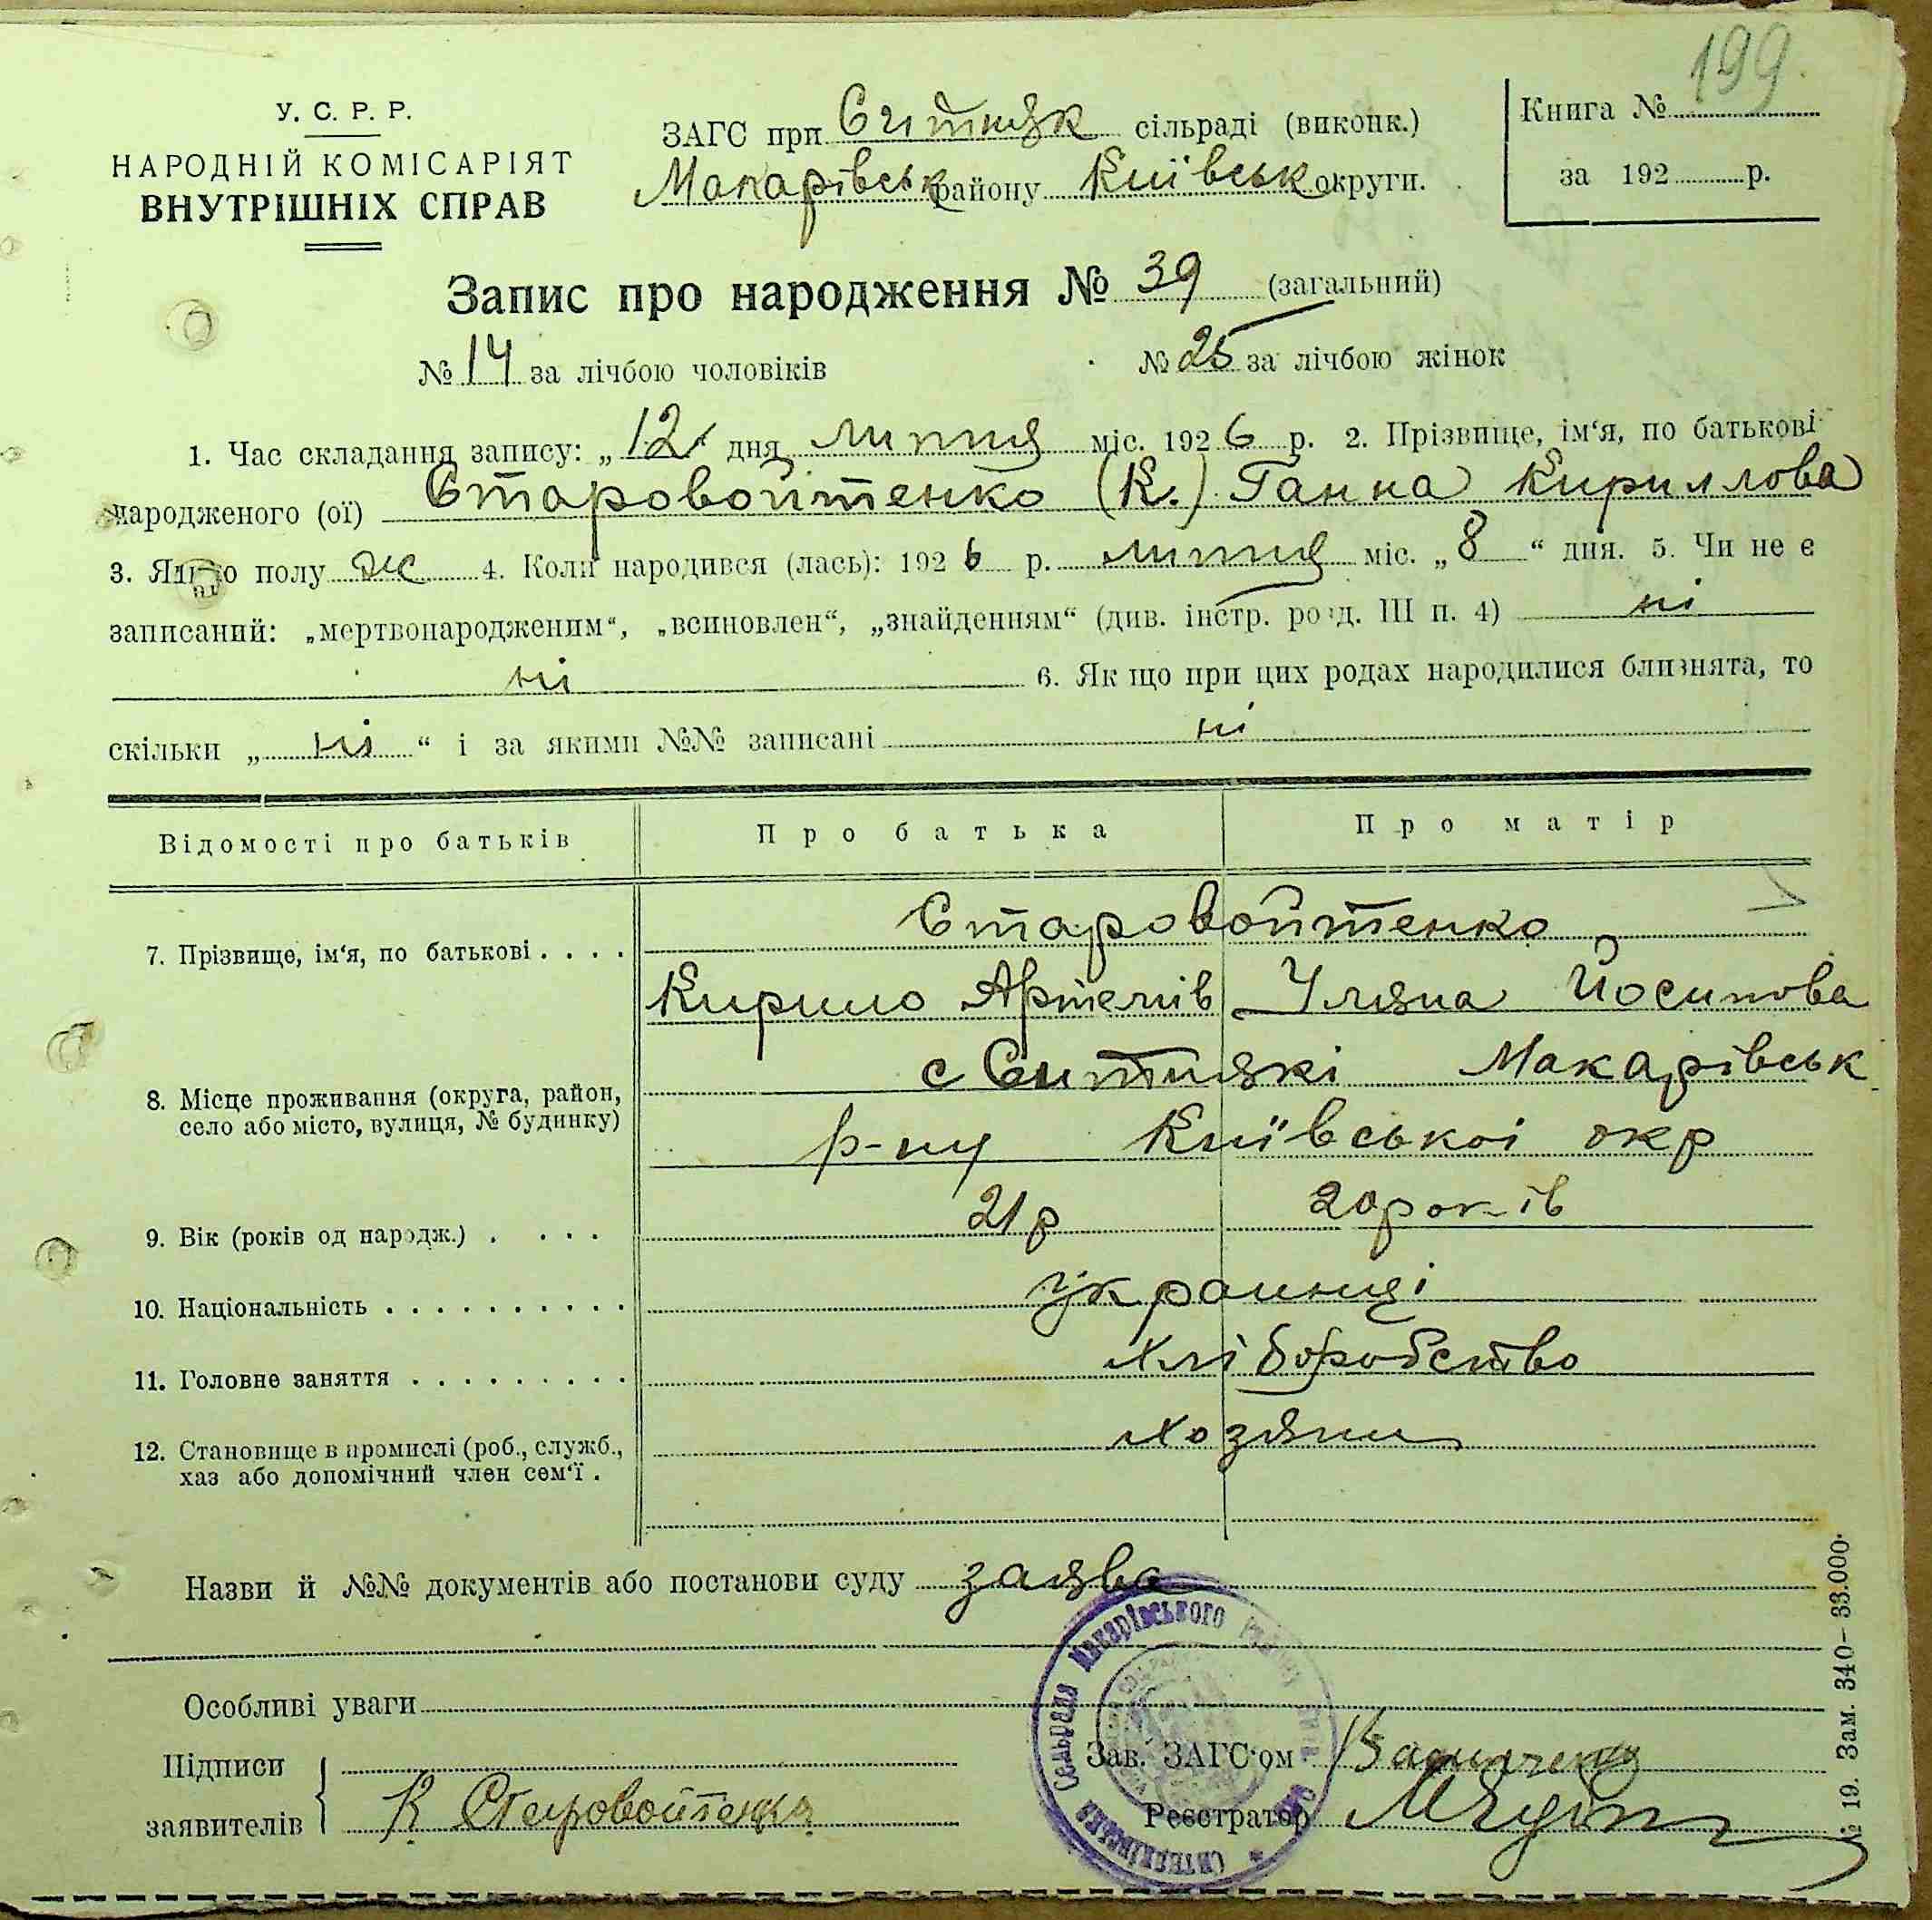 199
У. С. Р. Р.
НАРОДНІЙ КОМІСАРІЯТ
ВНУТРІШНІХ СПРАВ
ЗАГС при Ситняк сільраді (виконк.)
Макарівськ району Київськ округи.
Книга №
за 192 р.
Запис про народження № 39 (загальний)
№ 14 за лічбою чоловіків № 25 за лічбою жінок
1. Час складання запису: „12" дня липня міс. 1926 р. 2. Прізвище, ім‘я, по батькові
народженого (ої) Старовойтенко (К.) Ганна Кириллова
3. Якого полу ж 4. Коли народився (лась): 1926 р. липня міс. „8“ дня. 5. Чи не є
записаний: „мертвонародженим“, „всиновлен“, „знайденням“ (див. інстр. розд. III п. 4) ні
ні 6. Якщо при цих родах народилися близнята, то
скільки „ні“ і за якими №№ записані ні
Відомості про батьків Про батька Про матір
7. Прізвище, ім‘я, по батькові . . . . Старовойтенко
Кирило Артемів Уляна Йосипова
8. Місце проживання (округа, район, с Ситняки Макарівськ
село або місто, вулиця, № будинку) р-ну Київськоі окр
9. Вік (років од народж.) . . . . 21 р 20 років
10. Національність . . . . . . . . . . українці
11. Головне заняття . . . . . . . . . хліборобство
12. Становище в промислі (роб., служб., хозяин
хаз або допомічний член сем‘ї .
Назви й №№ документів або постанови суду заява
Особливі уваги
Підписи Зав. ЗАГС‘ом
заявителів К Старовойтенко Реєстратор
Сельрада Макарівського
№ 19. Зам. 340—33.000.